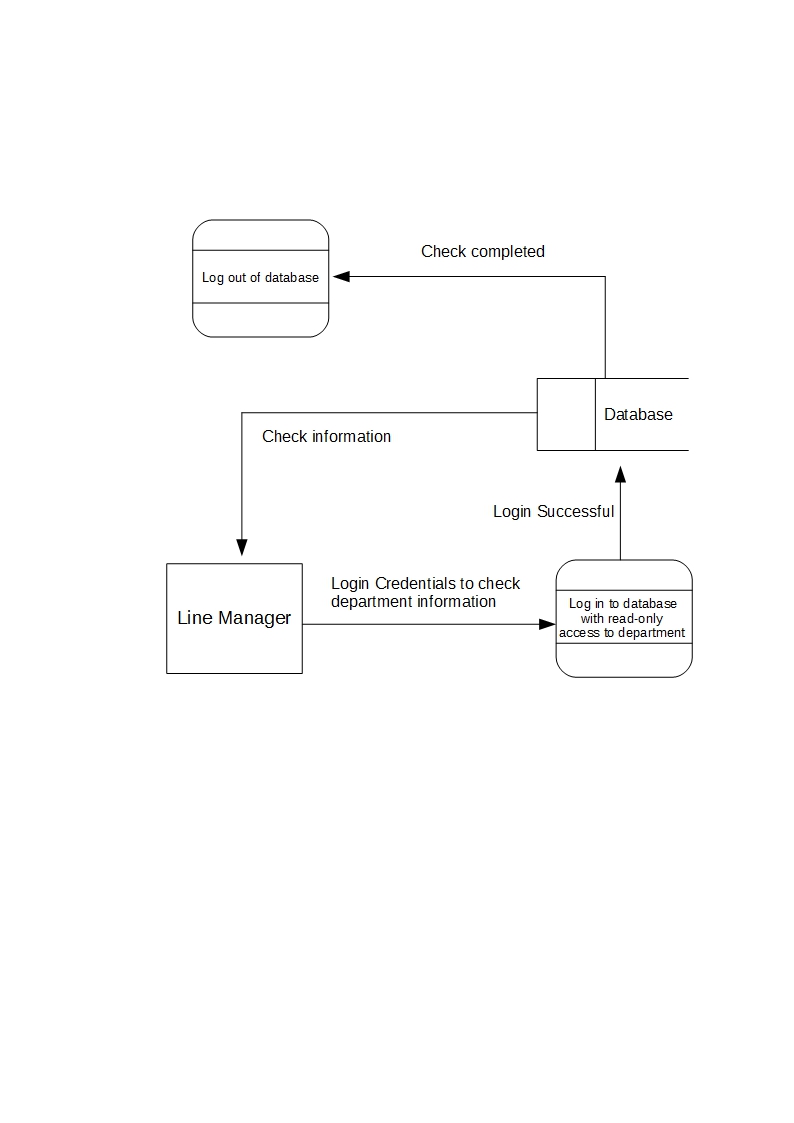 Check completed
Log out of database
Database
Check information
Login Successful
Login Credentials to check
department information
Line Manager
Log in to database
with read-only
access to department